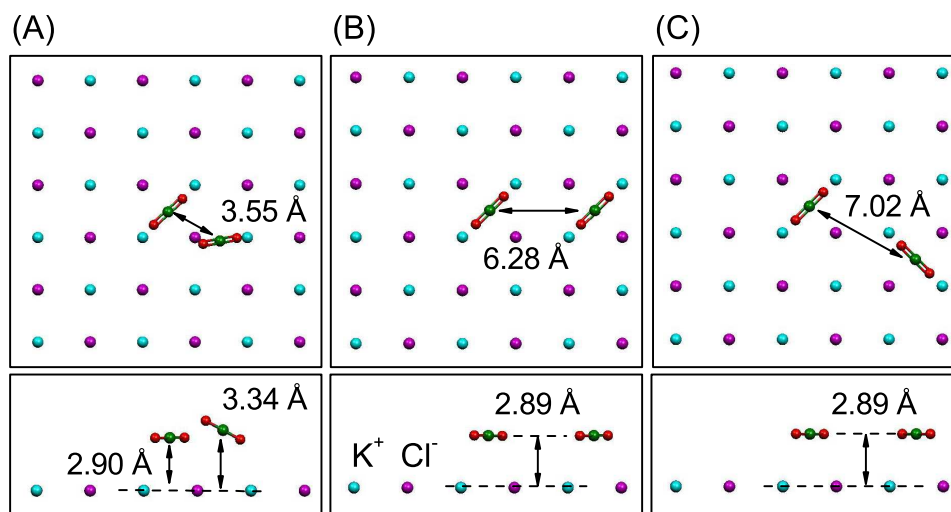 (A)
(B)
(C)
3.55 Å
6.28 Å
7.02 Å
3.34 Å
2.90 Å
2.89 Å
K⁺ Cl⁻
2.89 Å